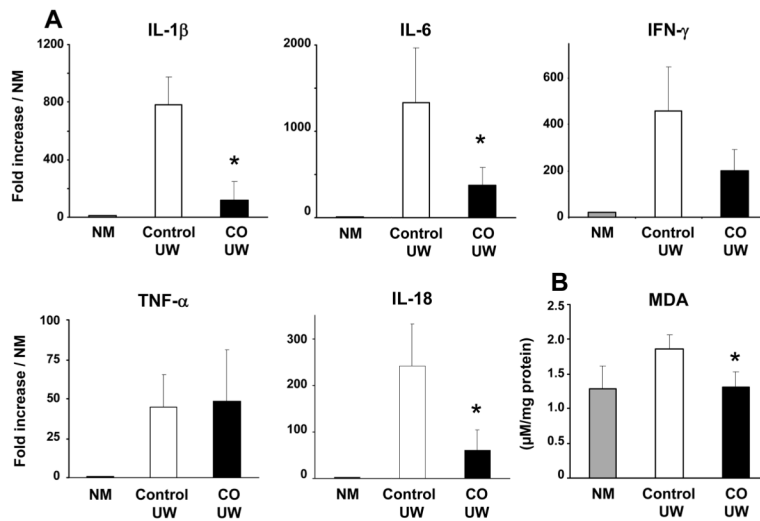 A
IL-1β
Fold increase / NM
1200
800
400
0
*
NM Control CO
UW UW
IL-6
2000
1000
0
*
NM Control CO
UW UW
IFN-γ
600
400
200
0
NM Control CO
UW UW
TNF-α
Fold increase / NM
100
75
50
25
0
NM Control CO
UW UW
IL-18
300
200
100
0
*
NM Control CO
UW UW
B
MDA
(μM/mg protein)
2.5
2.0
1.5
1.0
0.5
0
*
NM Control CO
UW UW